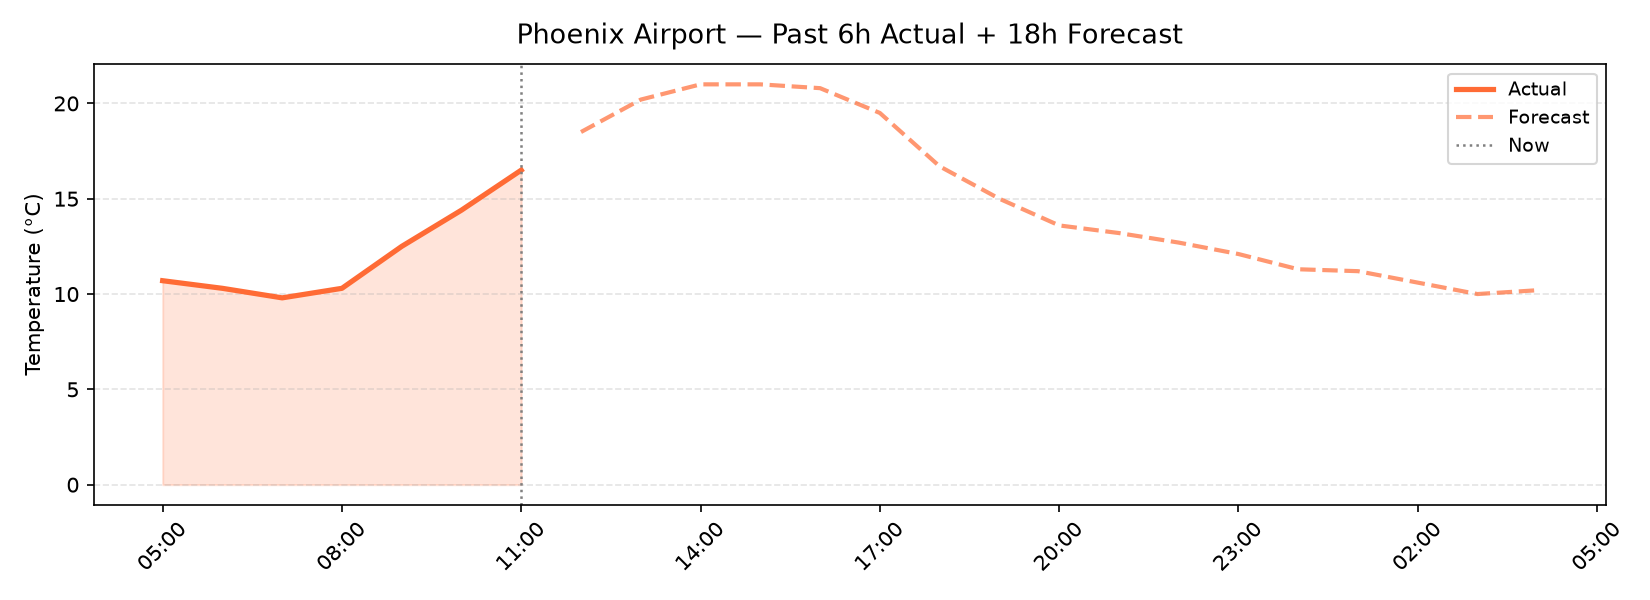 Phoenix Airport — Past 6h Actual + 18h Forecast
Temperature (°C)
20
15
10
5
0
Actual
Forecast
Now
05:00
08:00
11:00
14:00
17:00
20:00
23:00
02:00
05:00